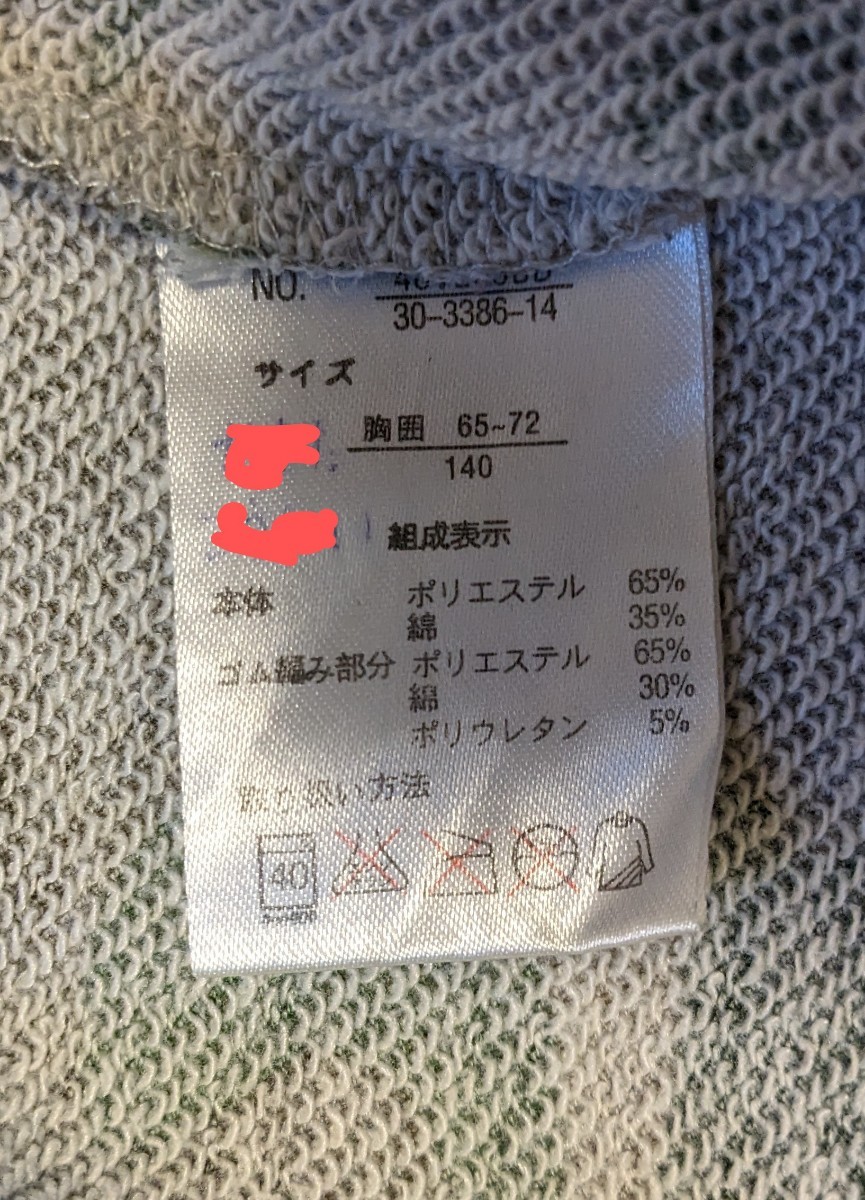 NO.
30-3386-14
サイズ
胸囲 65~72
140
組成表示
本体 ポリエステル 65%
綿 35%
ゴム編み部分 ポリエステル 65%
綿 30%
ポリウレタン 5%
取り扱い方法
40